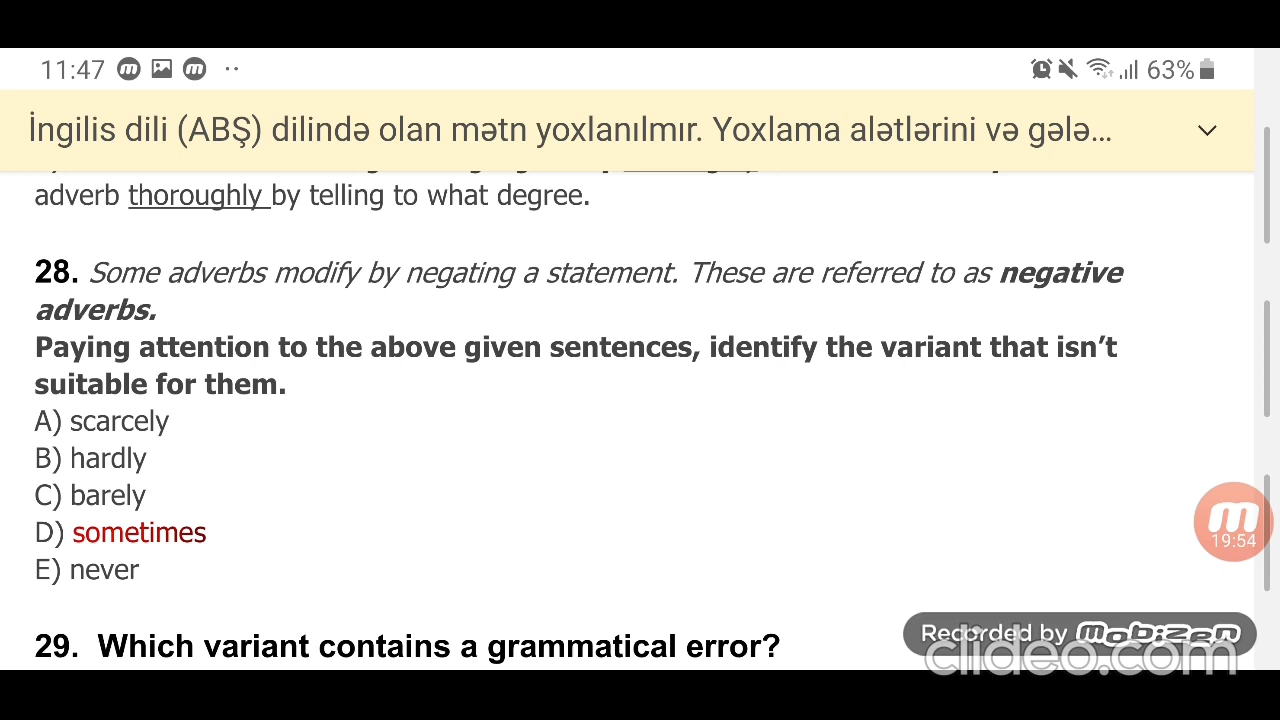 11:47 m m ··
63%
İngilis dili (ABŞ) dilində olan mətn yoxlanılmır. Yoxlama alətlərini və gələ...
adverb thoroughly by telling to what degree.
28. Some adverbs modify by negating a statement. These are referred to as negative
adverbs.
Paying attention to the above given sentences, identify the variant that isn’t
suitable for them.
A) scarcely
B) hardly
C) barely
D) sometimes
E) never
m
19:54
29. Which variant contains a grammatical error?
Recorded by mobizen
clideo.com